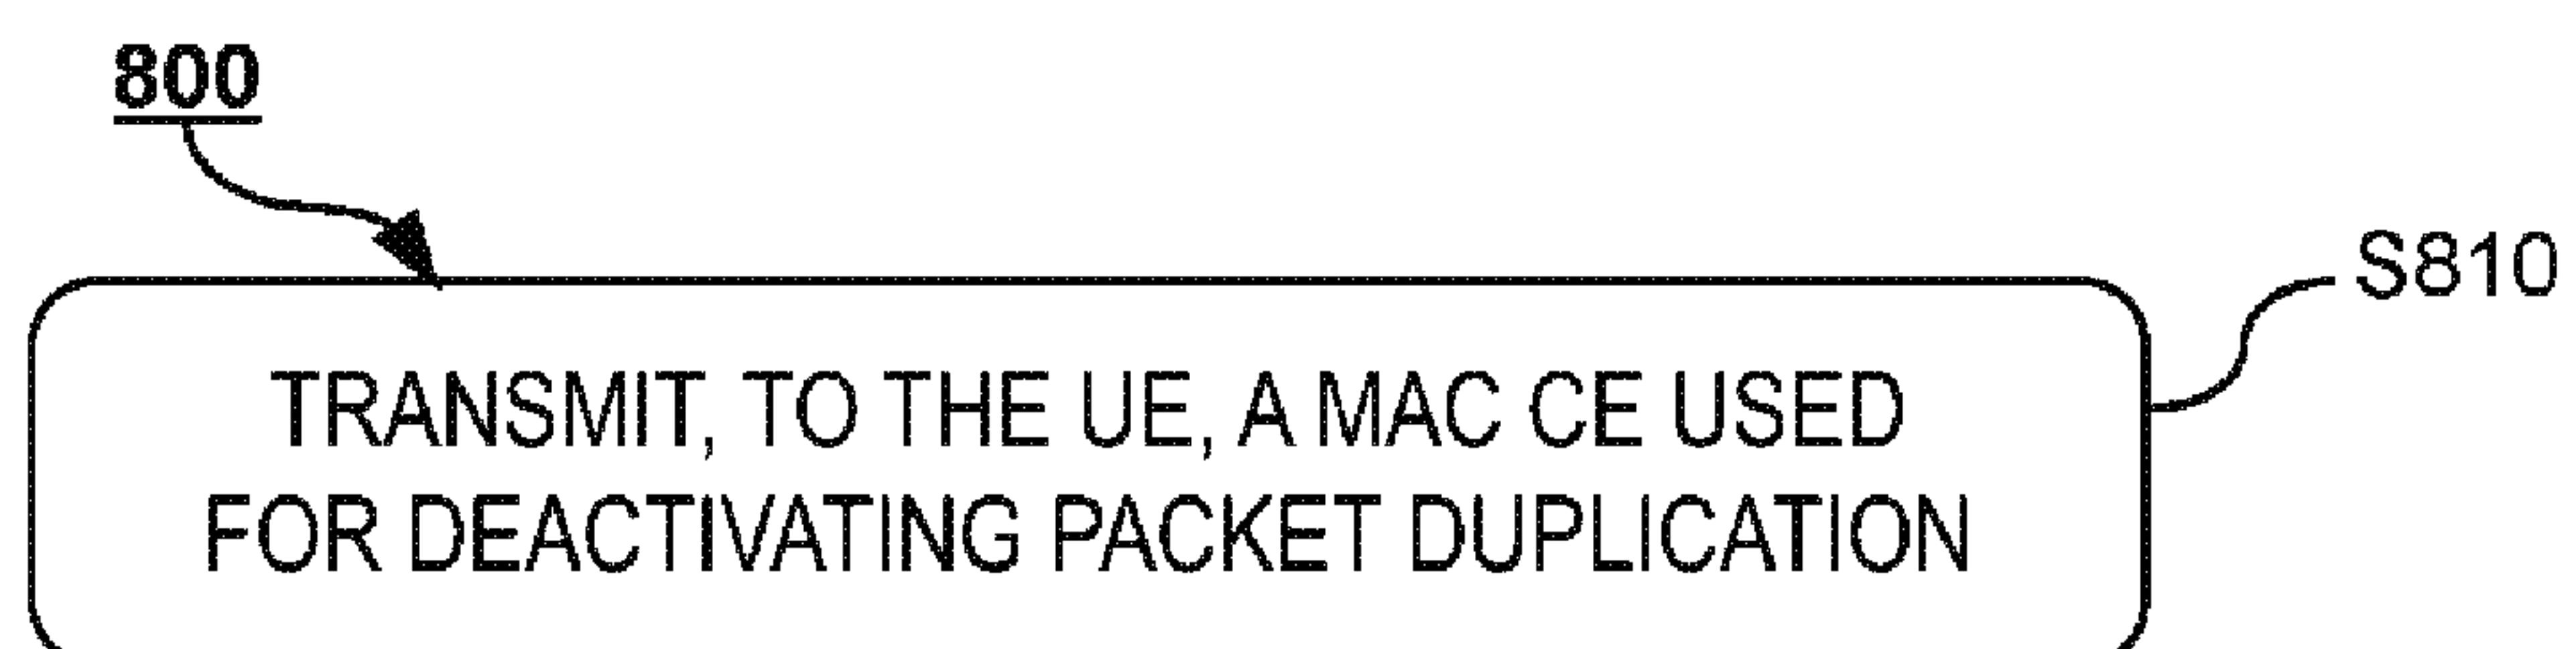 800
S810
TRANSMIT, TO THE UE, A MAC CE USED
FOR DEACTIVATING PACKET DUPLICATION